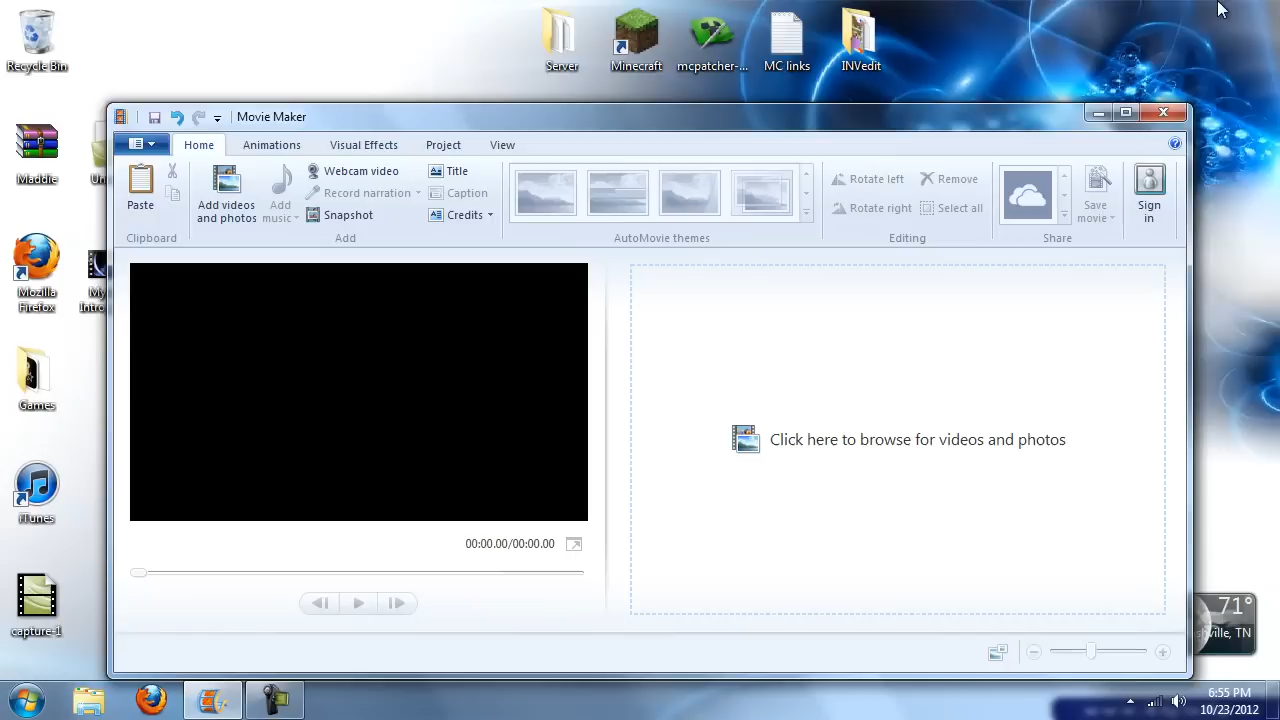 Recycle Bin
Server
Minecraft
mcpatcher-...
MC links
INVedit
Maddie
Un
Mozilla
Firefox
My
Intro
Games
iTunes
capture-1
Movie Maker
Home
Animations
Visual Effects
Project
View
Paste
Clipboard
Add videos
and photos
Add
music
Webcam video
Record narration
Snapshot
Title
Caption
Credits
Add
AutoMovie themes
Rotate left
Remove
Rotate right
Select all
Editing
Save
movie
Share
Sign
in
00:00.00/00:00.00
Click here to browse for videos and photos
71°
shville, TN
6:55 PM
10/23/2012